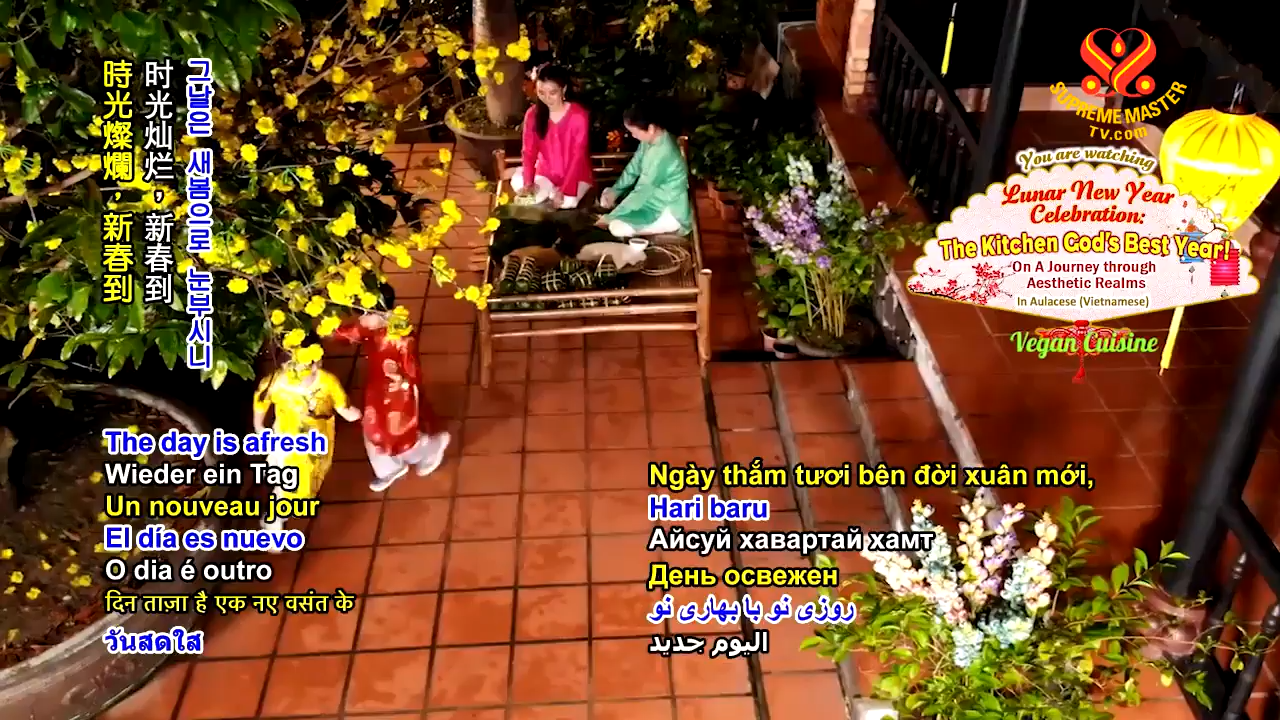 時光燦爛，新春到
时光灿烂，新春到
그날은 새봄으로 눈부시니
SUPREME MASTER
TV.com
You are watching
Lunar New Year
Celebration:
The Kitchen God's Best Year!
On A Journey through
Aesthetic Realms
In Aulacese (Vietnamese)
Vegan Cuisine
The day is afresh
Wieder ein Tag
Un nouveau jour
El día es nuevo
O dia é outro
दिन ताज़ा है एक नए वसंत के
วันสดใส
Ngày thắm tươi bên đời xuân mới,
Hari baru
Айсуй хавартай хамт
День освежен
روزی نو با بهاری نو
اليوم جديد